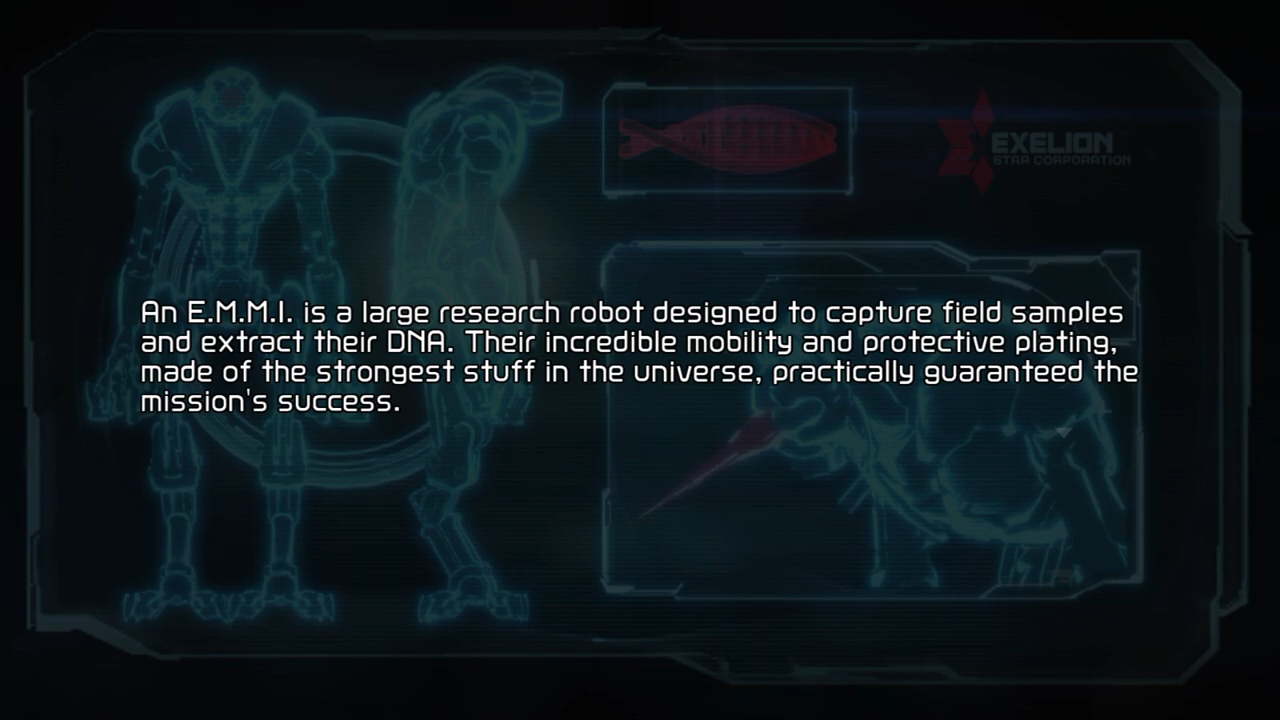 EXELION
STAR CORPORATION
An E.M.M.I. is a large research robot designed to capture field samples
and extract their DNA. Their incredible mobility and protective plating,
made of the strongest stuff in the universe, practically guaranteed the
mission's success.